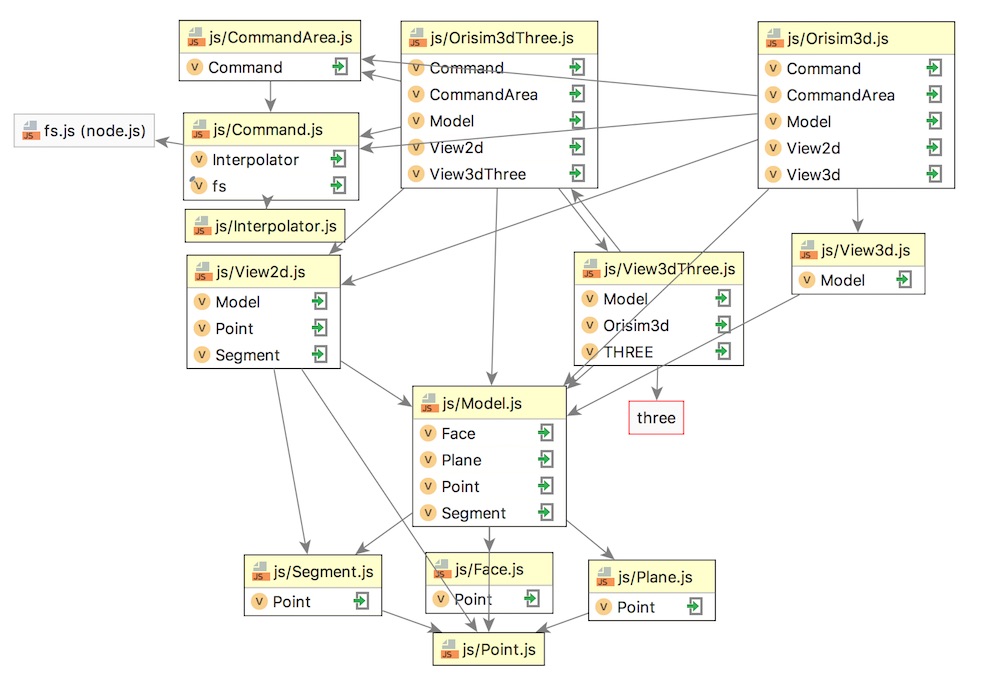 js/CommandArea.js
Command
js/Orisim3dThree.js
Command
CommandArea
Model
View2d
View3dThree
js/Orisim3d.js
Command
CommandArea
Model
View2d
View3d
fs.js (node.js)
js/Command.js
Interpolator
fs
js/Interpolator.js
js/View2d.js
Model
Point
Segment
js/View3dThree.js
Model
Orisim3d
THREE
js/View3d.js
Model
three
js/Model.js
Face
Plane
Point
Segment
js/Segment.js
Point
js/Face.js
Point
js/Plane.js
Point
js/Point.js